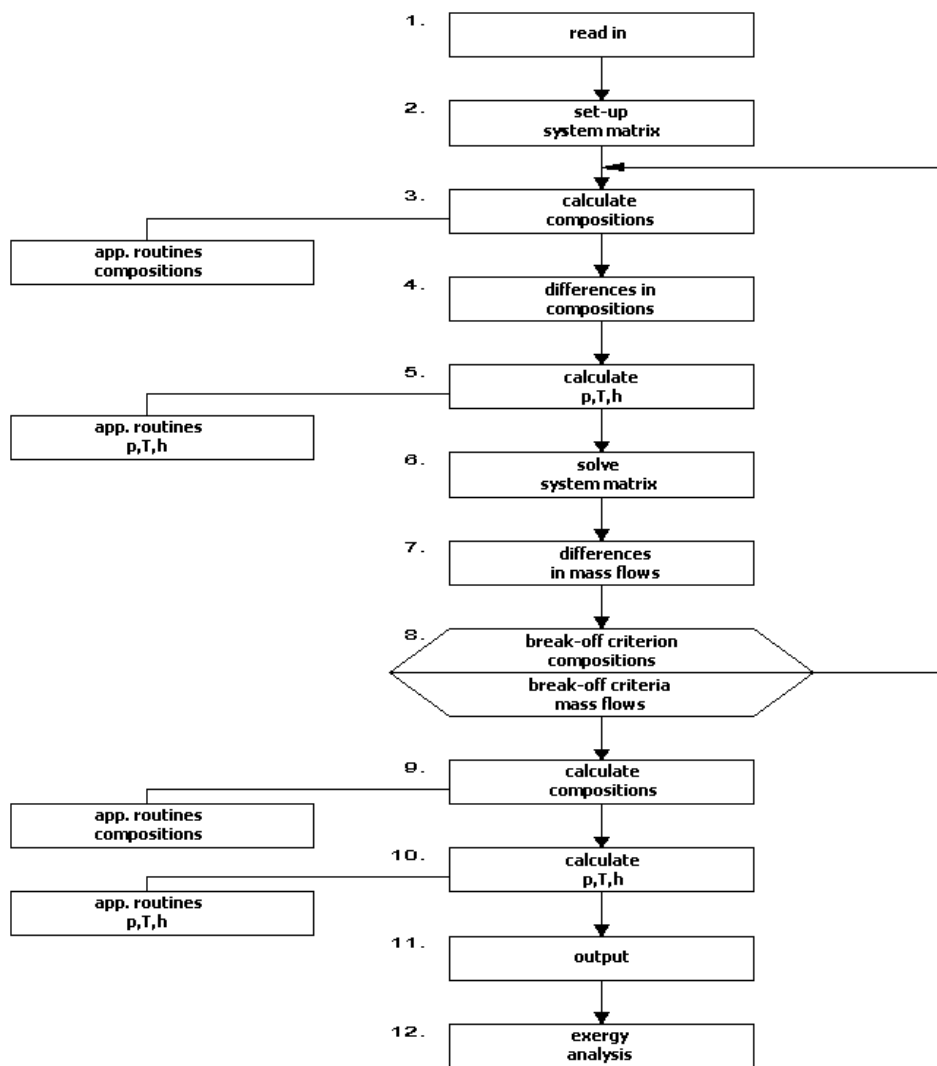 1.
read in
2.
set-up
system matrix
3.
calculate
compositions
app. routines
compositions
4.
differences in
compositions
5.
calculate
p,T,h
app. routines
p,T,h
6.
solve
system matrix
7.
differences
in mass flows
8.
break-off criterion
compositions
break-off criteria
mass flows
9.
calculate
compositions
app. routines
compositions
10.
calculate
p,T,h
app. routines
p,T,h
11.
output
12.
exergy
analysis